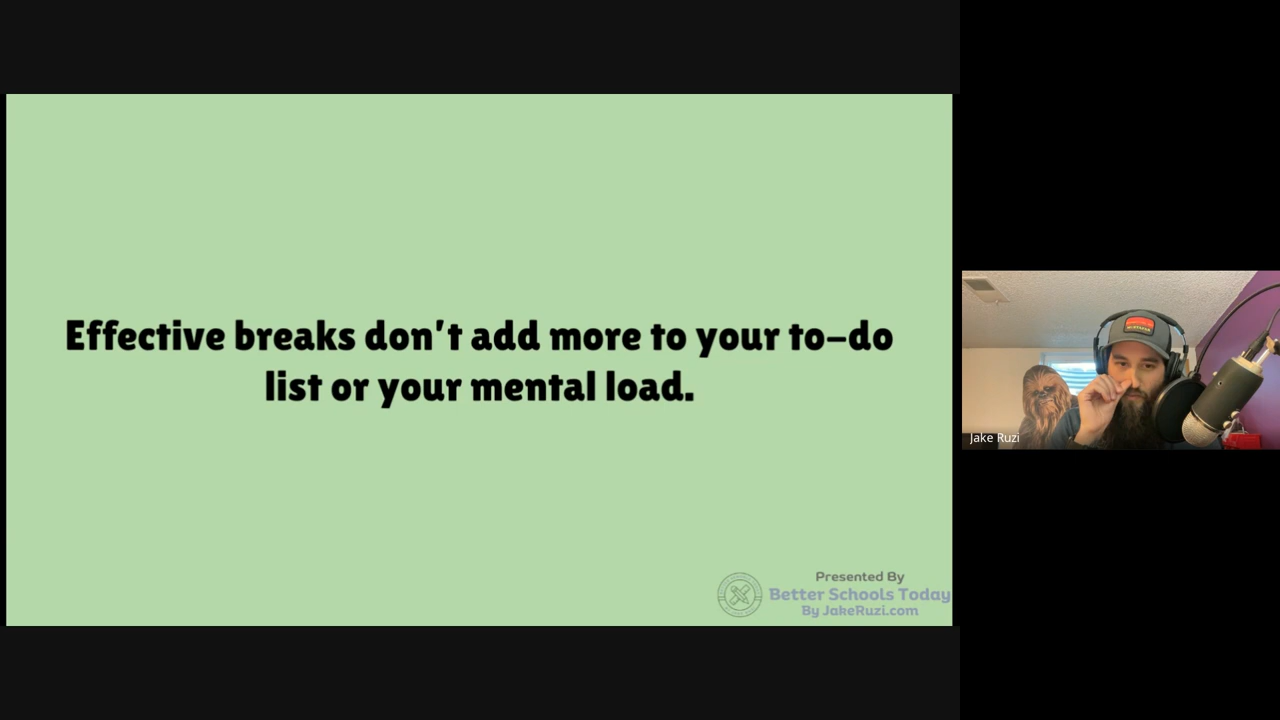 Effective breaks don't add more to your to-do
list or your mental load.
Presented By
Better Schools Today
By JakeRuzi.com
Jake Ruzi